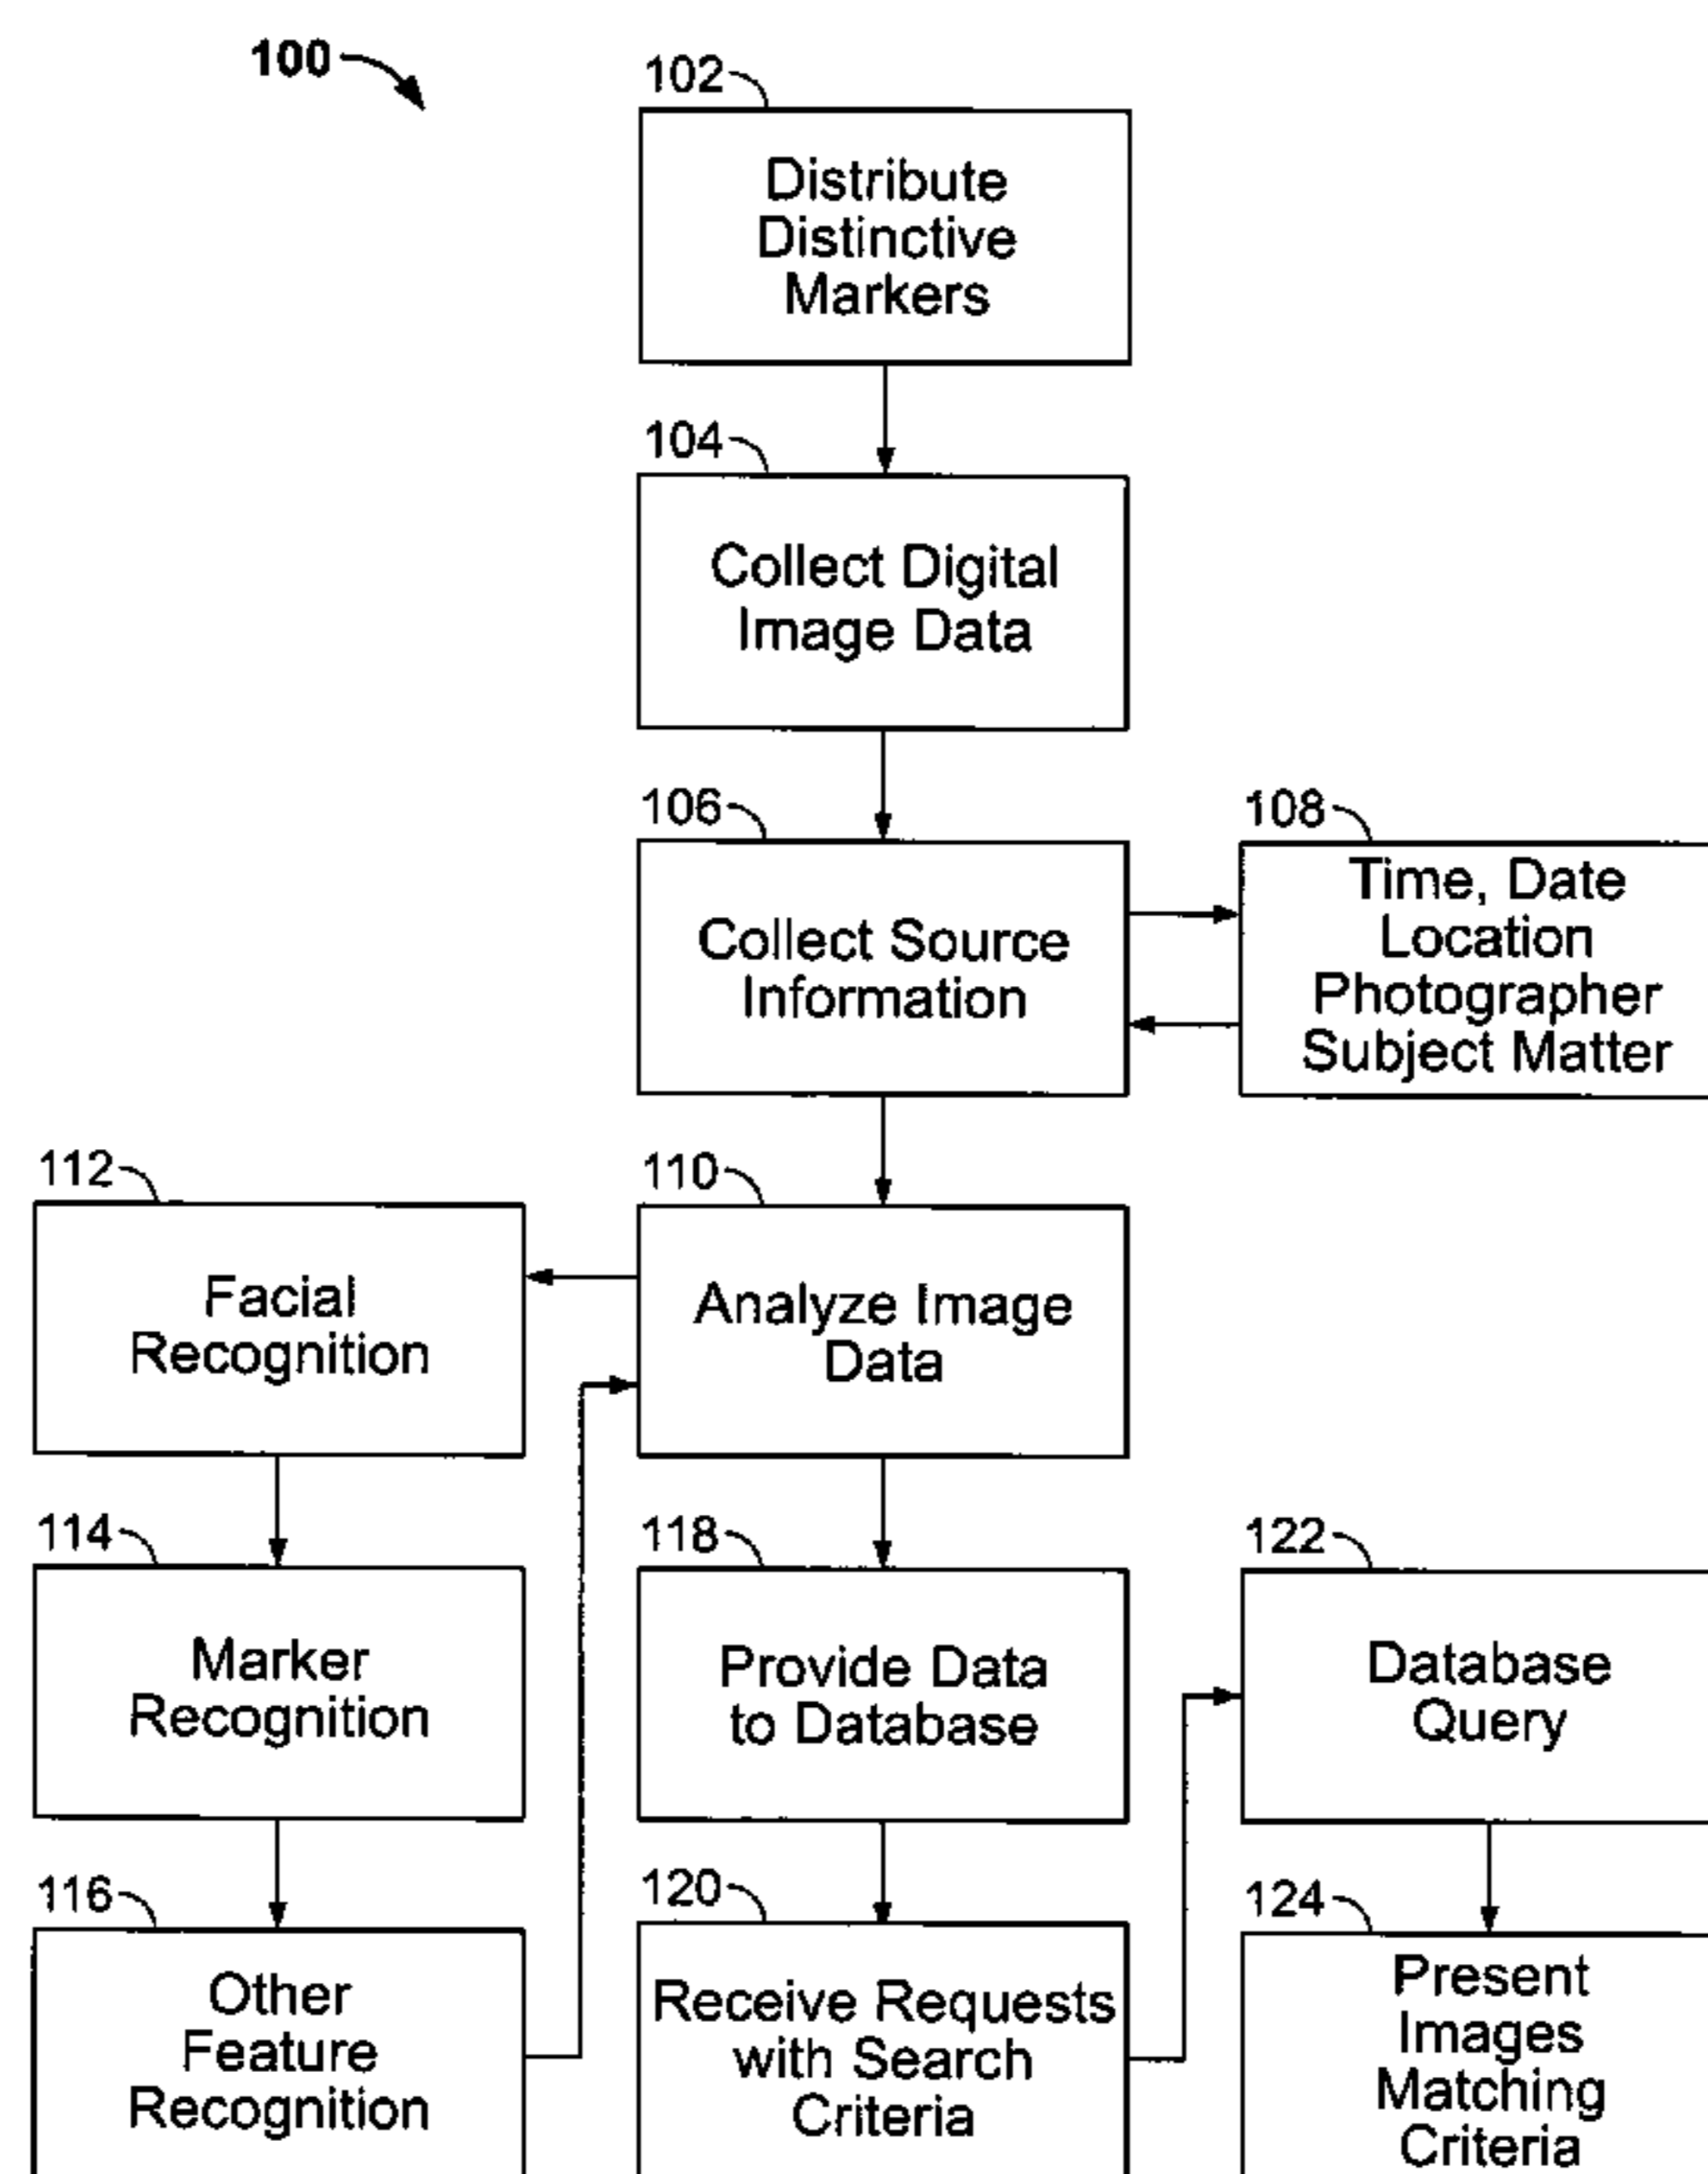 100
102
Distribute
Distinctive
Markers
104
Collect Digital
Image Data
106
Collect Source
Information
108
Time, Date
Location
Photographer
Subject Matter
112
Facial
Recognition
110
Analyze Image
Data
114
Marker
Recognition
118
Provide Data
to Database
122
Database
Query
116
Other
Feature
Recognition
120
Receive Requests
with Search
Criteria
124
Present
Images
Matching
Criteria